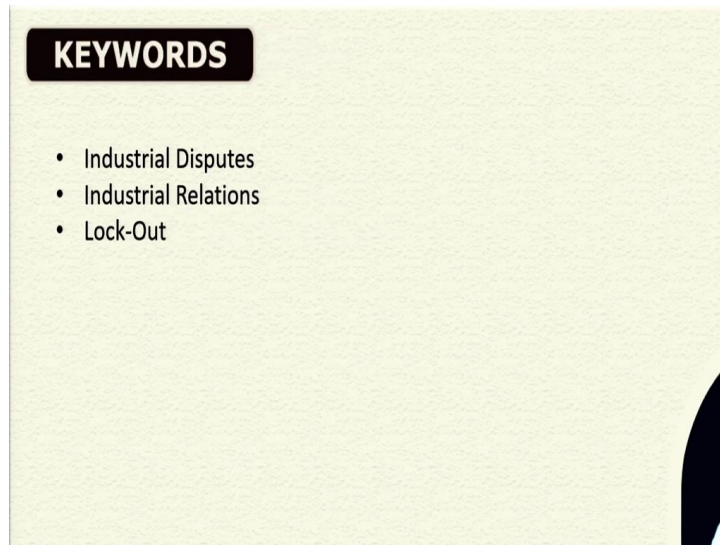 KEYWORDS
• Industrial Disputes
• Industrial Relations
• Lock-Out